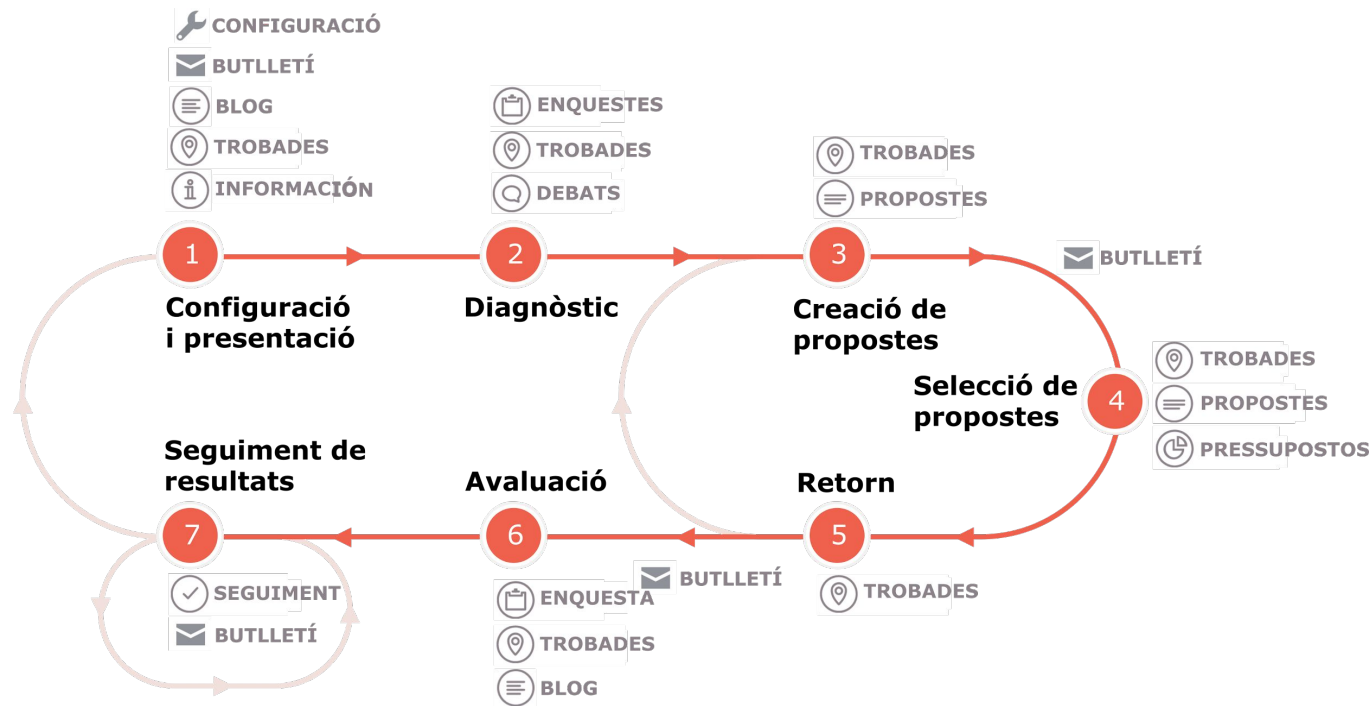 CONFIGURACIÓ
BUTLLETÍ
BLOG
TROBADES
INFORMACIÓN
1
Configuració
i presentació
ENQUESTES
TROBADES
DEBATS
2
Diagnòstic
TROBADES
PROPOSTES
3
Creació de
propostes
BUTLLETÍ
Selecció de
propostes
4
TROBADES
PROPOSTES
PRESSUPOSTOS
Retorn
5
TROBADES
BUTLLETÍ
Avaluació
6
ENQUESTA
TROBADES
BLOG
Seguiment de
resultats
7
SEGUIMENT
BUTLLETÍ